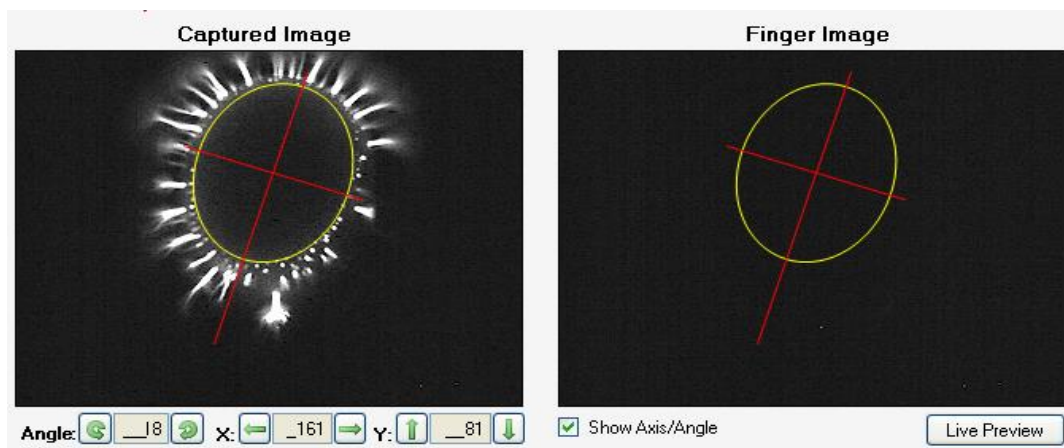 Captured Image
Finger Image
Angle: __18 X: _161 Y: __81
Show Axis/Angle
Live Preview